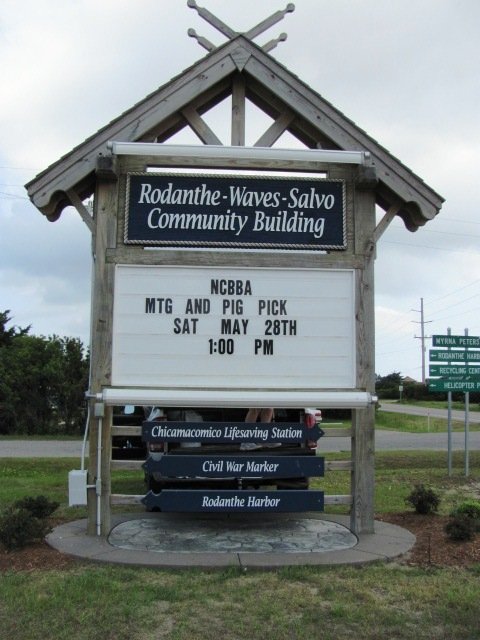 Rodanthe-Waves-Salvo
Community Building
NCBBA
MTG AND PIG PICK
SAT MAY 28TH
1:00 PM
Chicamacomico Lifesaving Station
Civil War Marker
Rodanthe Harbor
MYRNA PETERS
RODANTHE HARB
RECYCLING CENT
HELICOPTER P